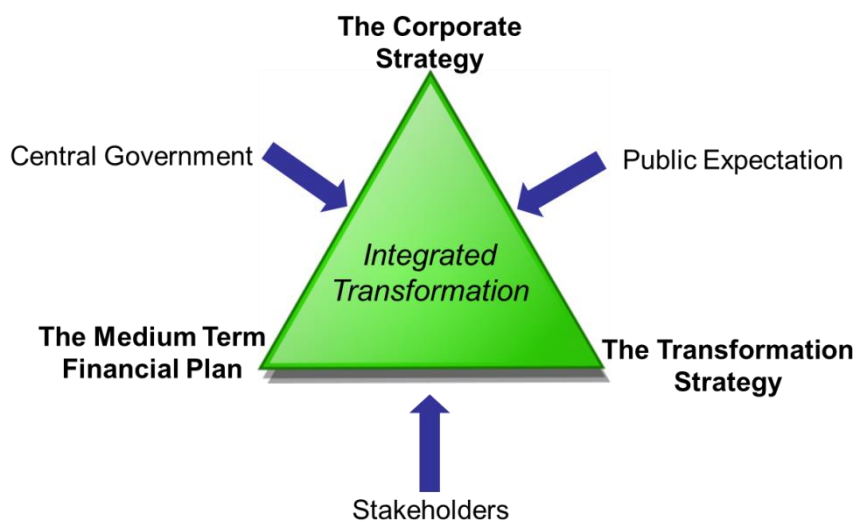 The Corporate
Strategy
Central Government
Public Expectation
Integrated
Transformation
The Medium Term
Financial Plan
The Transformation
Strategy
Stakeholders